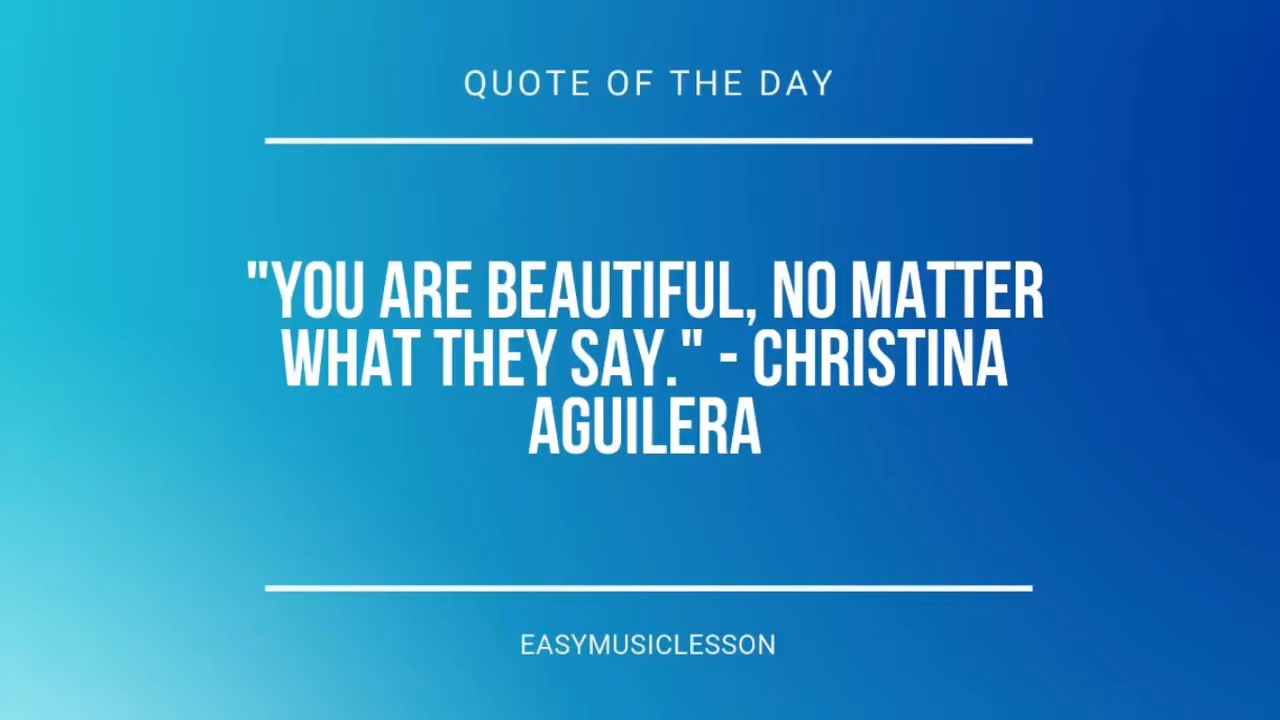 QUOTE OF THE DAY
"YOU ARE BEAUTIFUL, NO MATTER
WHAT THEY SAY." - CHRISTINA
AGUILERA
EASYMUSICLESSON